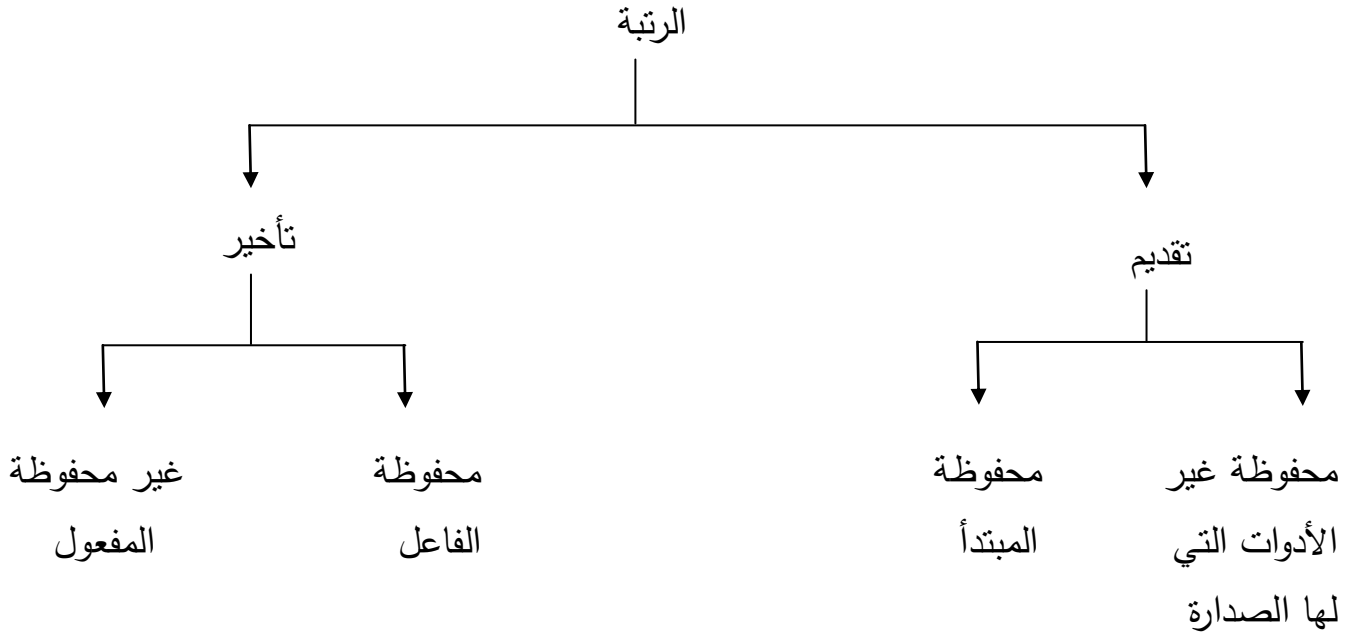 الرتبة
تقديم
تأخير
محفوظة غير
الأدوات التي
لها الصدارة
محفوظة
المبتدأ
محفوظة
الفاعل
غير محفوظة
المفعول